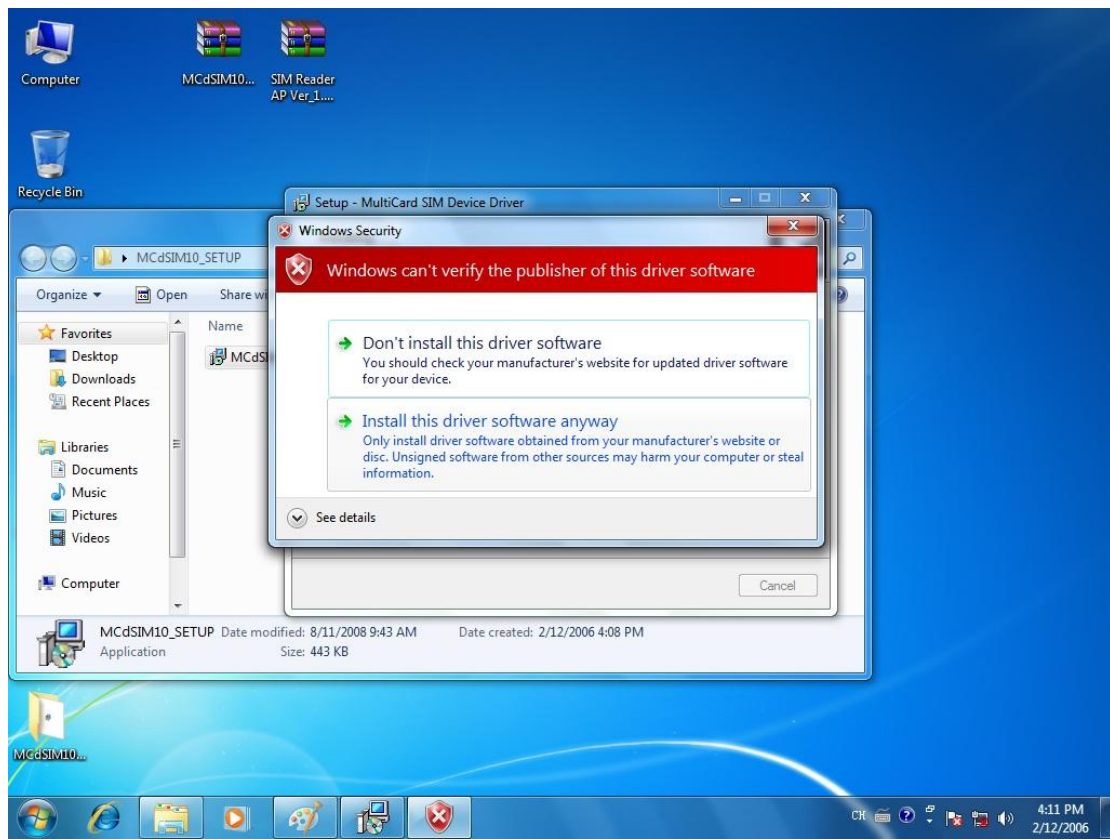 Computer
MCdSIM10...
SIM Reader
AP Ver_1....
Recycle Bin
Setup - MultiCard SIM Device Driver
Windows Security
MCdSIM10_SETUP
Windows can't verify the publisher of this driver software
Organize
Open
Share wi
Name
Favorites
Desktop
Downloads
Recent Places
Libraries
Documents
Music
Pictures
Videos
Computer
MCdSI
Don't install this driver software
You should check your manufacturer's website for updated driver software
for your device.
Install this driver software anyway
Only install driver software obtained from your manufacturer's website or
disc. Unsigned software from other sources may harm your computer or steal
information.
See details
Cancel
MCdSIM10_SETUP Date modified: 8/11/2008 9:43 AM Date created: 2/12/2006 4:08 PM
Application Size: 443 KB
MCdSIM10...
CH
4:11 PM
2/12/2006